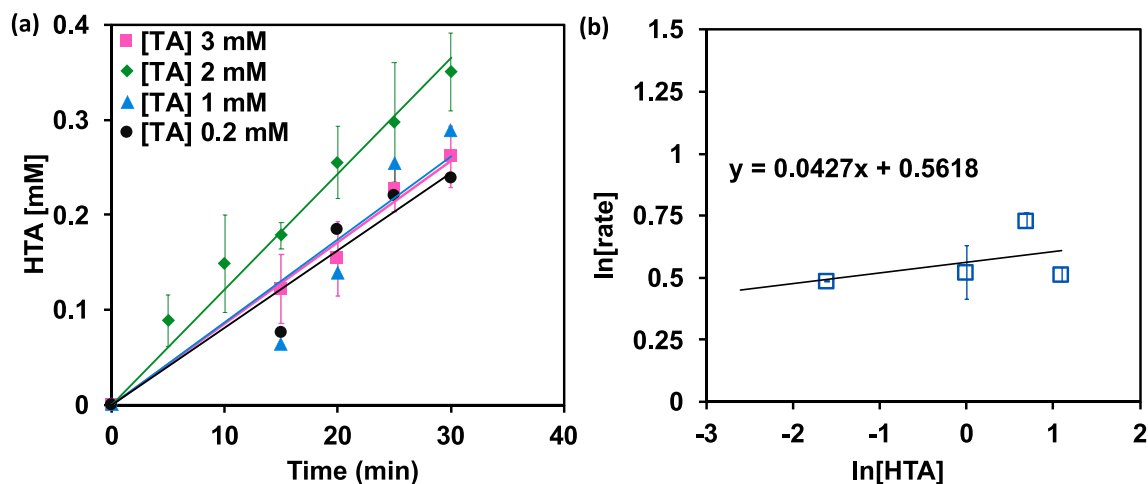 (a)
[TA] 3 mM
[TA] 2 mM
[TA] 1 mM
[TA] 0.2 mM
HTA [mM]
0.4
0.3
0.2
0.1
0
0 10 20 30 40
Time (min)
(b)
y = 0.0427x + 0.5618
ln[rate]
1.5
1.25
1
0.75
0.5
0.25
0
-3 -2 -1 0 1 2
ln[HTA]